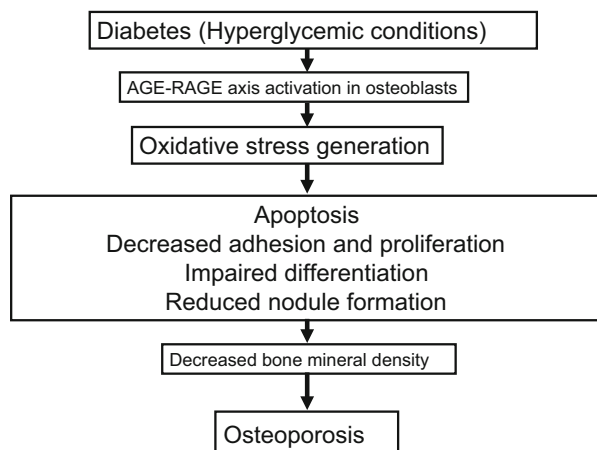 Diabetes (Hyperglycemic conditions)
AGE-RAGE axis activation in osteoblasts
Oxidative stress generation
Apoptosis
Decreased adhesion and proliferation
Impaired differentiation
Reduced nodule formation
Decreased bone mineral density
Osteoporosis